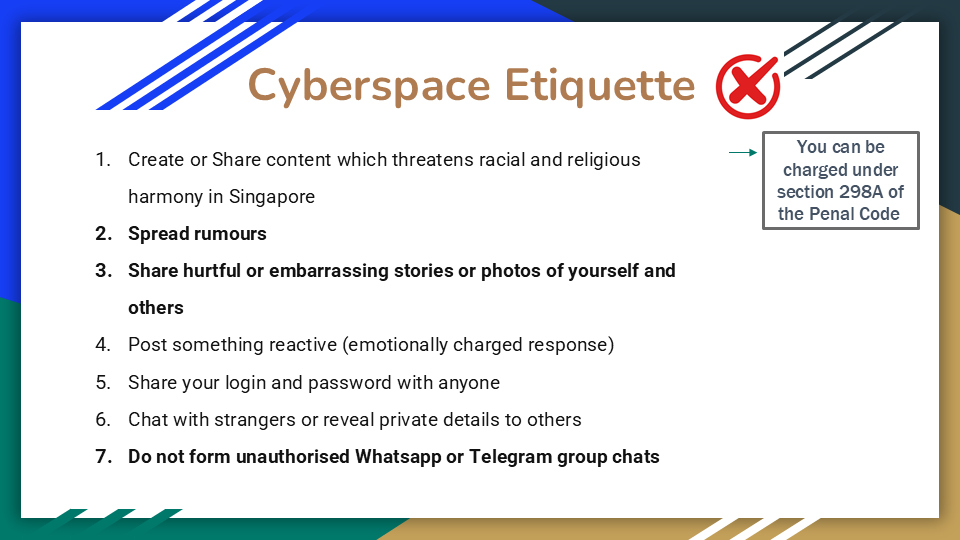 Cyberspace Etiquette
1. Create or Share content which threatens racial and religious
harmony in Singapore
2. Spread rumours
3. Share hurtful or embarrassing stories or photos of yourself and
others
4. Post something reactive (emotionally charged response)
5. Share your login and password with anyone
6. Chat with strangers or reveal private details to others
7. Do not form unauthorised Whatsapp or Telegram group chats
You can be
charged under
section 298A of
the Penal Code